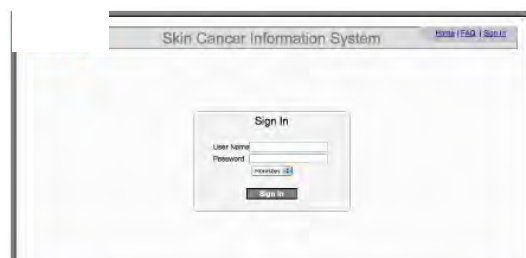 Skin Cancer Information System
Home | FAQ | Sign In
Sign In
User Name
Password
Sign In